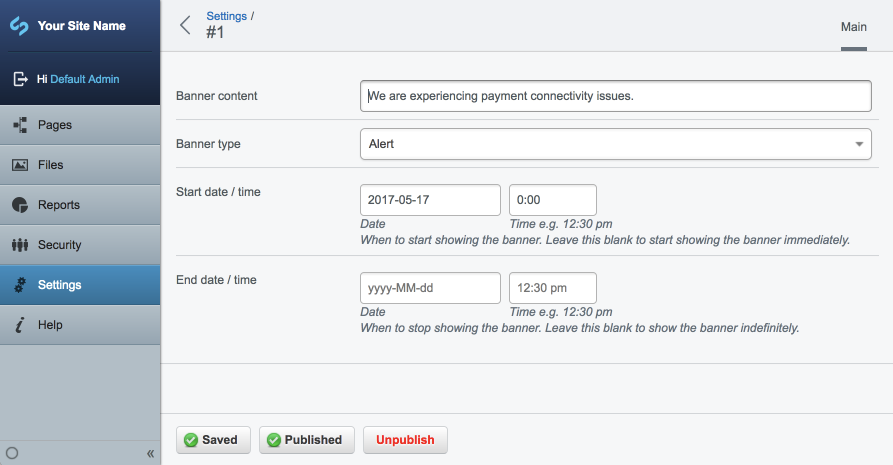 Your Site Name
Hi Default Admin
Pages
Files
Reports
Security
Settings
Help
«
Settings /
#1
Main
Banner content
We are experiencing payment connectivity issues.
Banner type
Alert
Start date / time
2017-05-17
0:00
Date
Time e.g. 12:30 pm
When to start showing the banner. Leave this blank to start showing the banner immediately.
End date / time
yyyy-MM-dd
12:30 pm
Date
Time e.g. 12:30 pm
When to stop showing the banner. Leave this blank to show the banner indefinitely.
Saved
Published
Unpublish